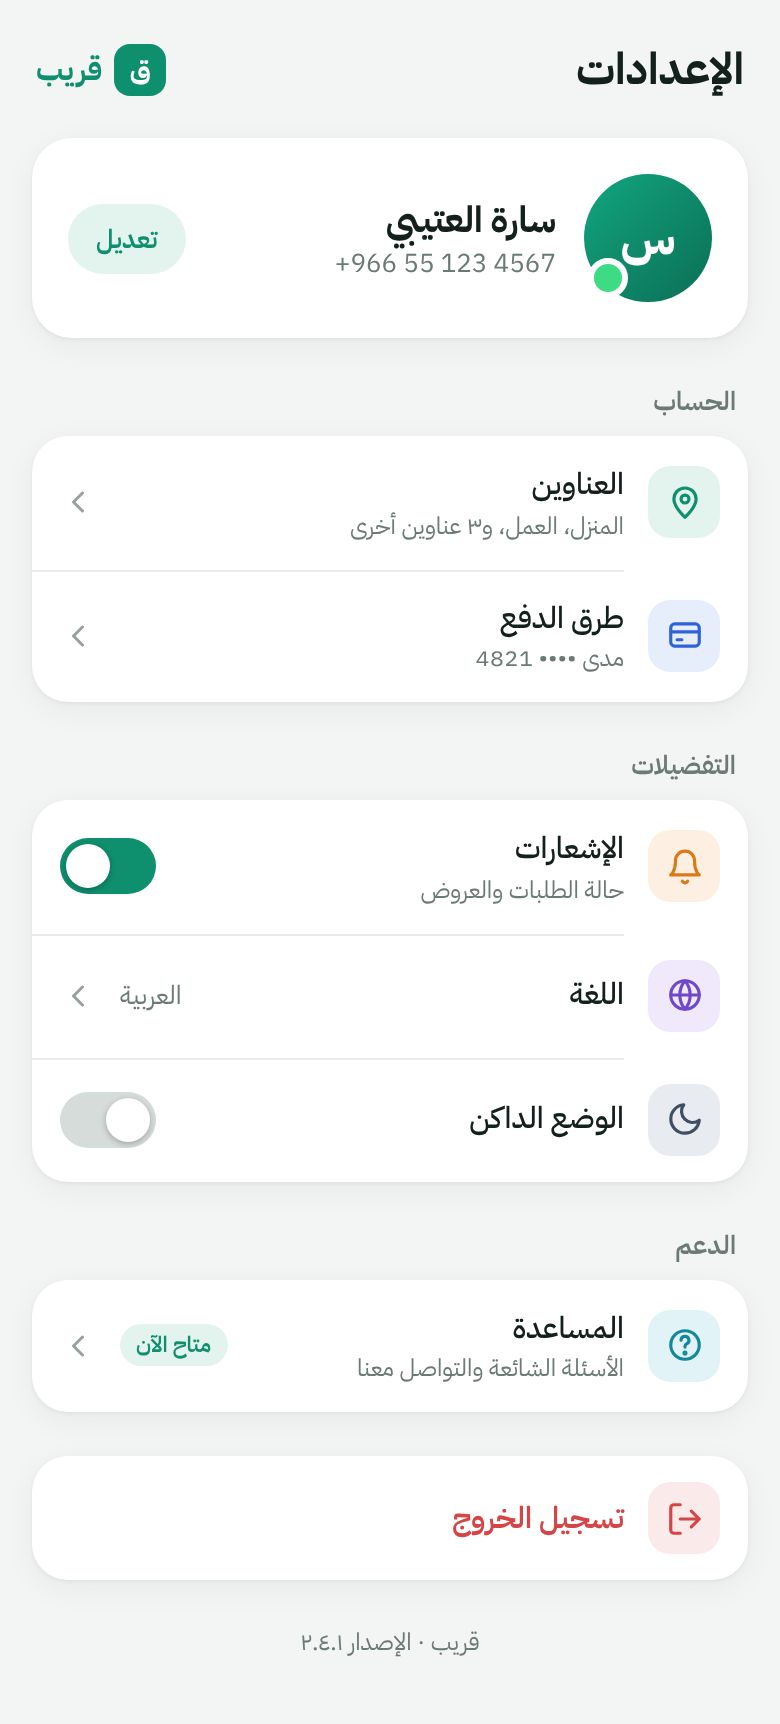 الإعدادات
ق قريب
س
سارة العتيبي
+966 55 123 4567
تعديل
الحساب
العناوين
المنزل، العمل، و٣ عناوين أخرى
طرق الدفع
مدى •••• 4821
التفضيلات
الإشعارات
حالة الطلبات والعروض
اللغة
العربية
الوضع الداكن
الدعم
المساعدة
الأسئلة الشائعة والتواصل معنا
متاح الآن
تسجيل الخروج
قريب · الإصدار ٢.٤.١